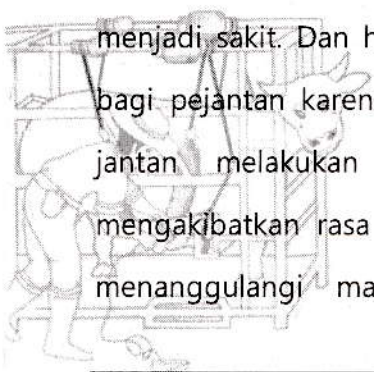 menjadi sakit. Dan h
bagi pejantan karen
jantan melakukan
mengakibatkan rasa
menanggulangi ma